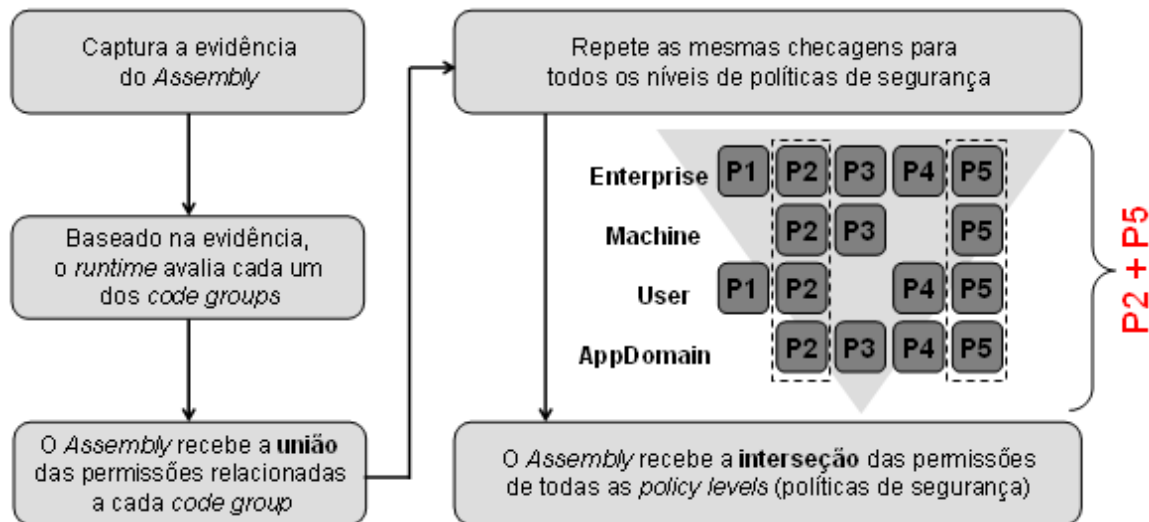 Captura a evidência
do Assembly
Baseado na evidência,
o runtime avalia cada um
dos code groups
O Assembly recebe a união
das permissões relacionadas
a cada code group
Repete as mesmas checagens para
todos os níveis de políticas de segurança
Enterprise P1 P2 P3 P4 P5
Machine P2 P3 P5
User P1 P2 P4 P5
AppDomain P2 P3 P4 P5
P2 + P5
O Assembly recebe a interseção das permissões
de todas as policy levels (políticas de segurança)